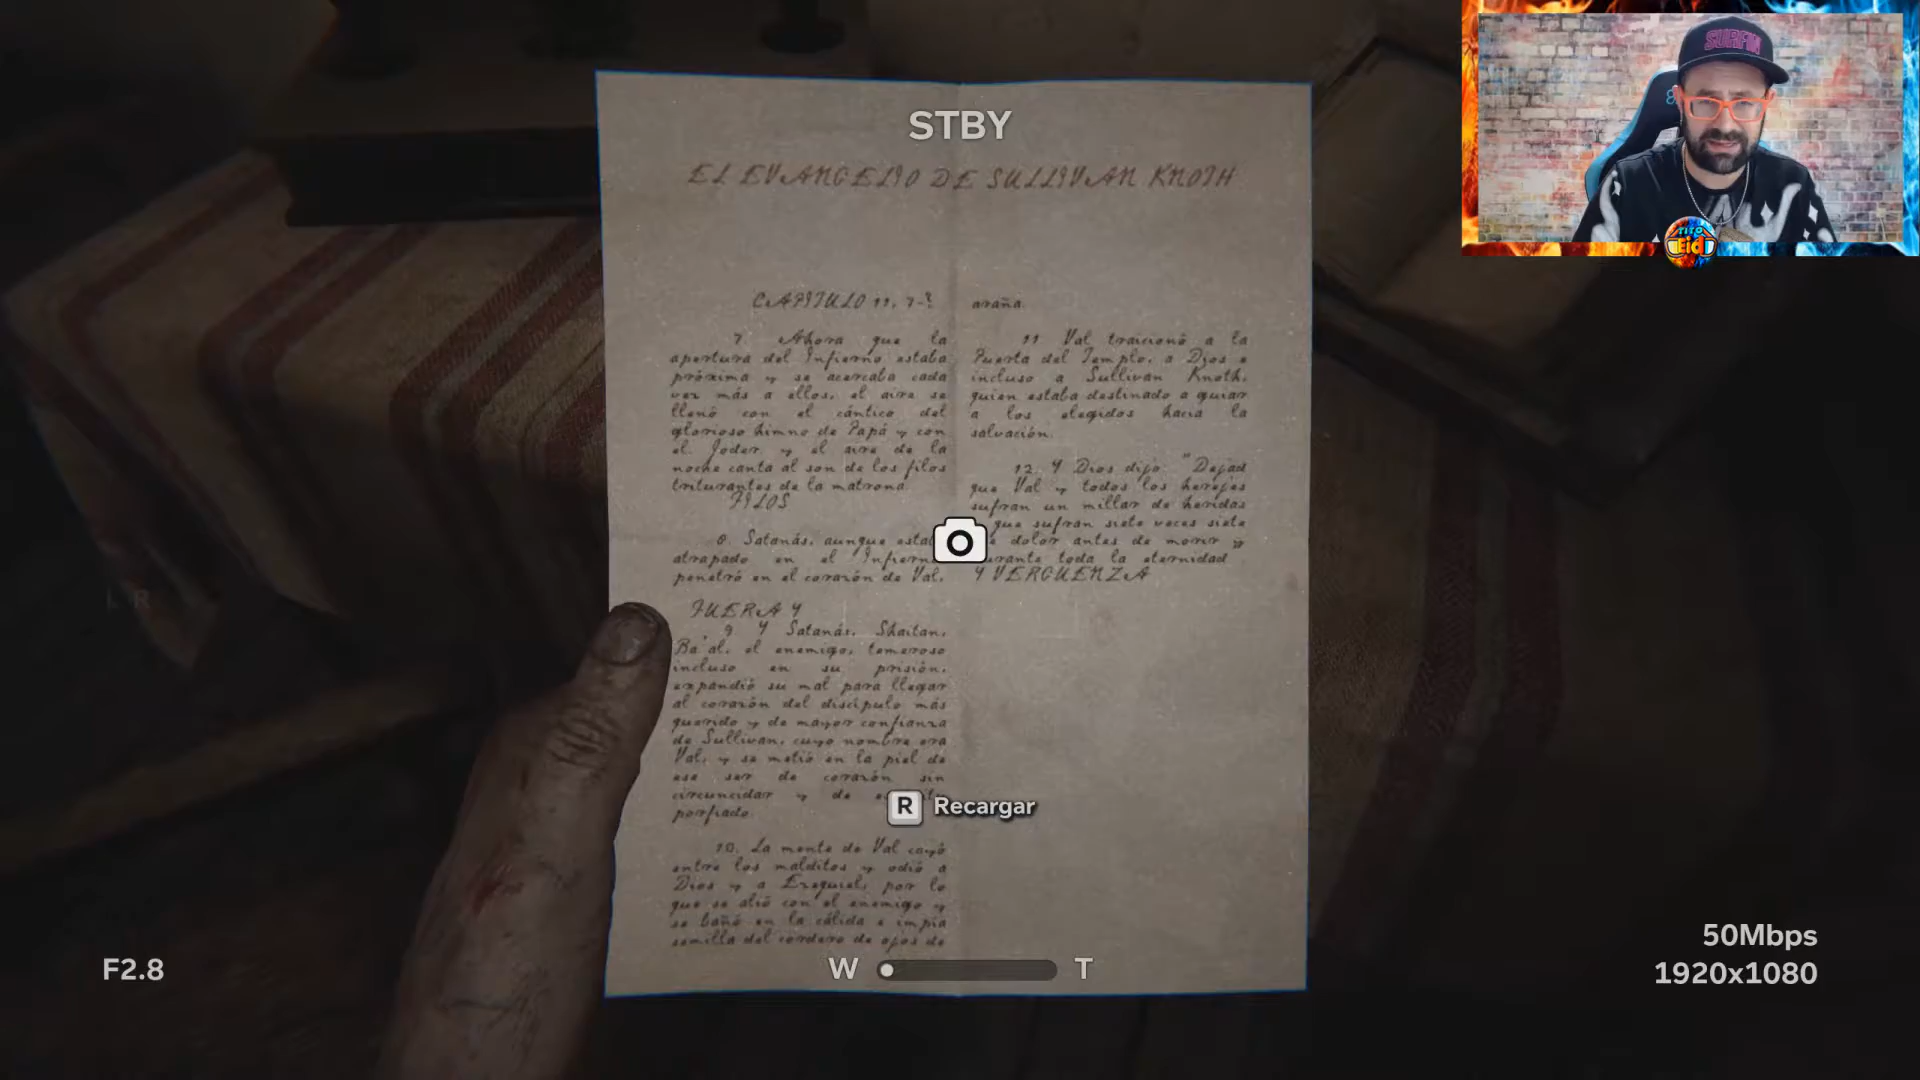 SURFIN
TITO
Eid
STBY
EL EVANGELIO DE SULLIVAN KNOTH
CAPITULO 11, 7-?
7 Ahora que la
apertura del Infierno estaba
próxima y se acercaba cada
vez más a ellos, el aire se
llenó con el cántico del
glorioso himno de Papá y con
el. Joder y el aire de la
noche canta al son de los filos
triturantes de la matrona.
FILOS
8. Satanás, aunque
atrapado en el
penetró en el corazón de Val.
FUERA Y
9 Y Satanás, Shaitan,
Ba'al, el enemigo, temeroso
incluso en su prisión,
expandió su mal para llegar
al corazón del discípulo más
querido y de mayor confianza
de Sullivan, cuyo nombre era
Val, y se metió en la piel de
ese ser de corazón sin
circuncidar y de
porfiado.
10. La mente de Val cayó
entre los malditos y odió a
Dios y a Ezequiel, por lo
que se alió con el enemigo y
se bañó en la cálida e impía
semilla del cordero de ojos de
araña.
11 Val traicionó a la
Puerta del Templo, a Dios e
incluso a Sullivan Knoth,
quien estaba destinado a guiar
a los elegidos hacia la
salvación.
12. Y Dios dijo: "Dejad
que Val y todos los herejes
sufran un millar de heridas
que sufran siete veces siete
dolor antes de morir y
toda la eternidad
Y VERGUENZA
R Recargar
W T
F2.8
50Mbps
1920x1080